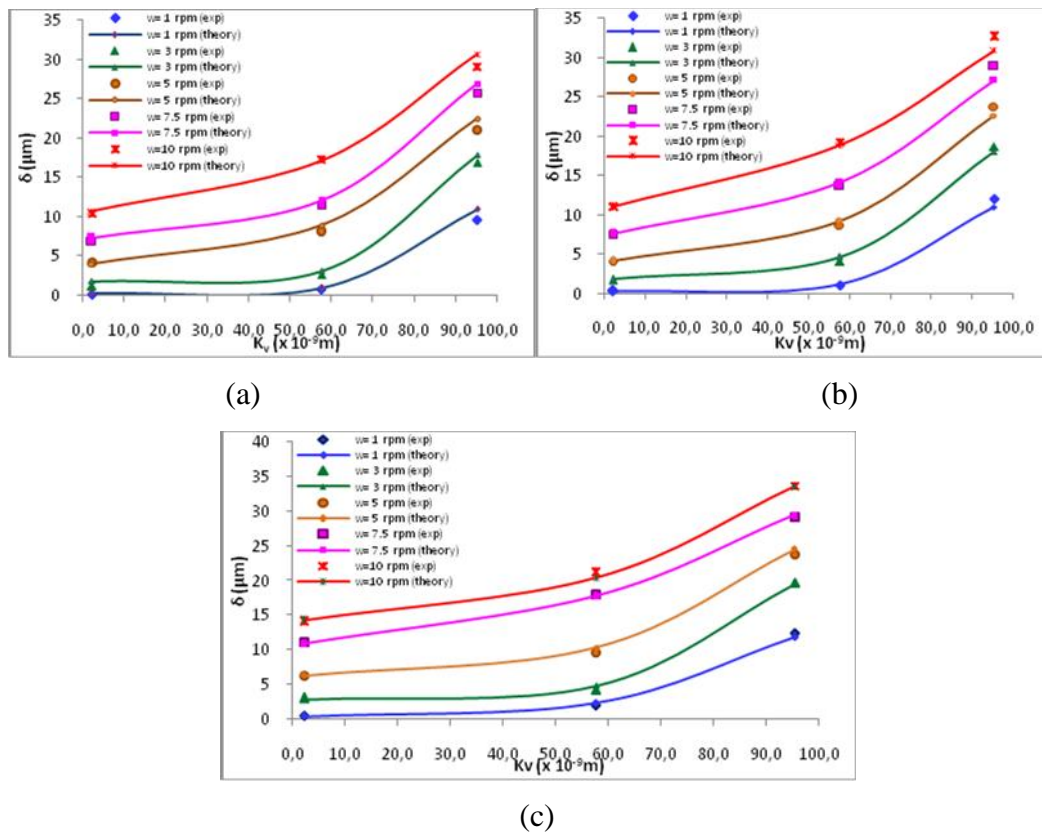 35
30
25
20
15
10
5
0
δ (µm)
w= 1 rpm (exp)
w= 1 rpm (theory)
w= 3 rpm (exp)
w= 3 rpm (theory)
w= 5 rpm (exp)
w= 5 rpm (theory)
w= 7.5 rpm (exp)
w= 7.5 rpm (theory)
w=10 rpm (exp)
w=10 rpm (theory)
0,0 10,0 20,0 30,0 40,0 50,0 60,0 70,0 80,0 90,0 100,0
Kv (x 10-9m)
(a)
35
30
25
20
15
10
5
0
δ (µm)
w= 1 rpm (exp)
w= 1 rpm (theory)
w= 3 rpm (exp)
w= 3 rpm (theory)
w= 5 rpm (exp)
w= 5 rpm (theory)
w= 7.5 rpm (exp)
w= 7.5 rpm (theory)
w=10 rpm (exp)
w=10 rpm (theory)
0,0 10,0 20,0 30,0 40,0 50,0 60,0 70,0 80,0 90,0 100,0
Kv (x 10-9m)
(b)
40
35
30
25
20
15
10
5
0
δ (µm)
w= 1 rpm (exp)
w= 1 rpm (theory)
w= 3 rpm (exp)
w= 3 rpm (theory)
w= 5 rpm (exp)
w= 5 rpm (theory)
w= 7.5 rpm (exp)
w= 7.5 rpm (theory)
w=10 rpm (exp)
w=10 rpm (theory)
0,0 10,0 20,0 30,0 40,0 50,0 60,0 70,0 80,0 90,0 100,0
Kv (x 10-9m)
(c)